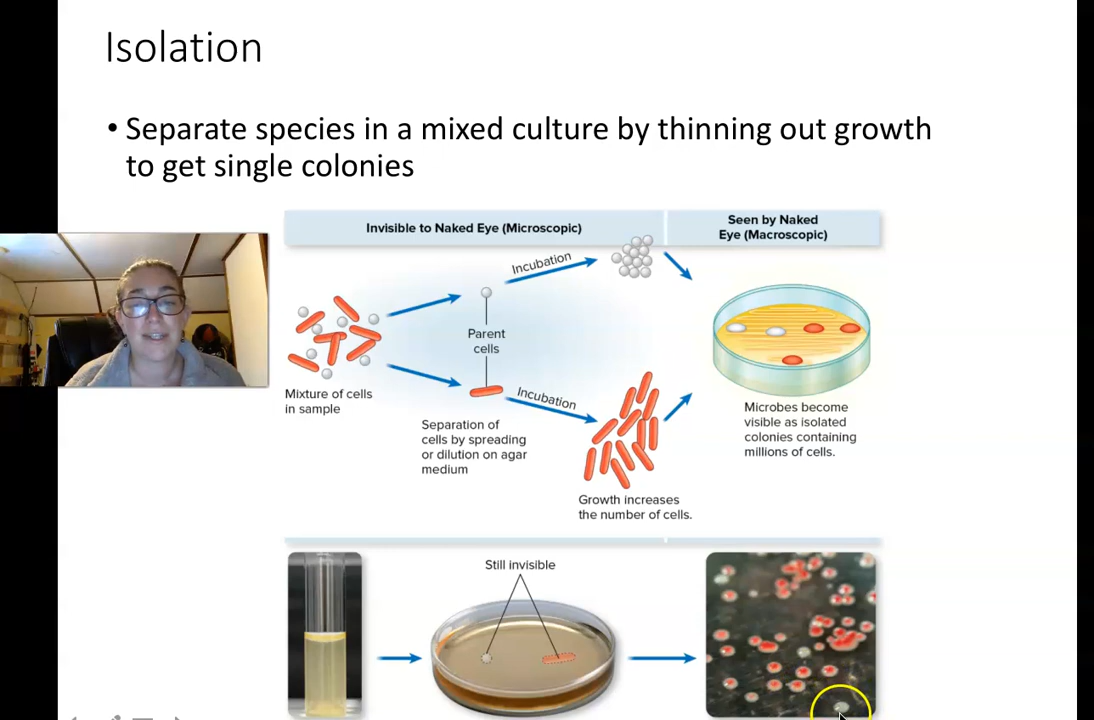 Isolation
• Separate species in a mixed culture by thinning out growth
to get single colonies
Invisible to Naked Eye (Microscopic)
Seen by Naked
Eye (Macroscopic)
Incubation
Parent
cells
Incubation
Mixture of cells
in sample
Separation of
cells by spreading
or dilution on agar
medium
Growth increases
the number of cells.
Microbes become
visible as isolated
colonies containing
millions of cells.
Still invisible